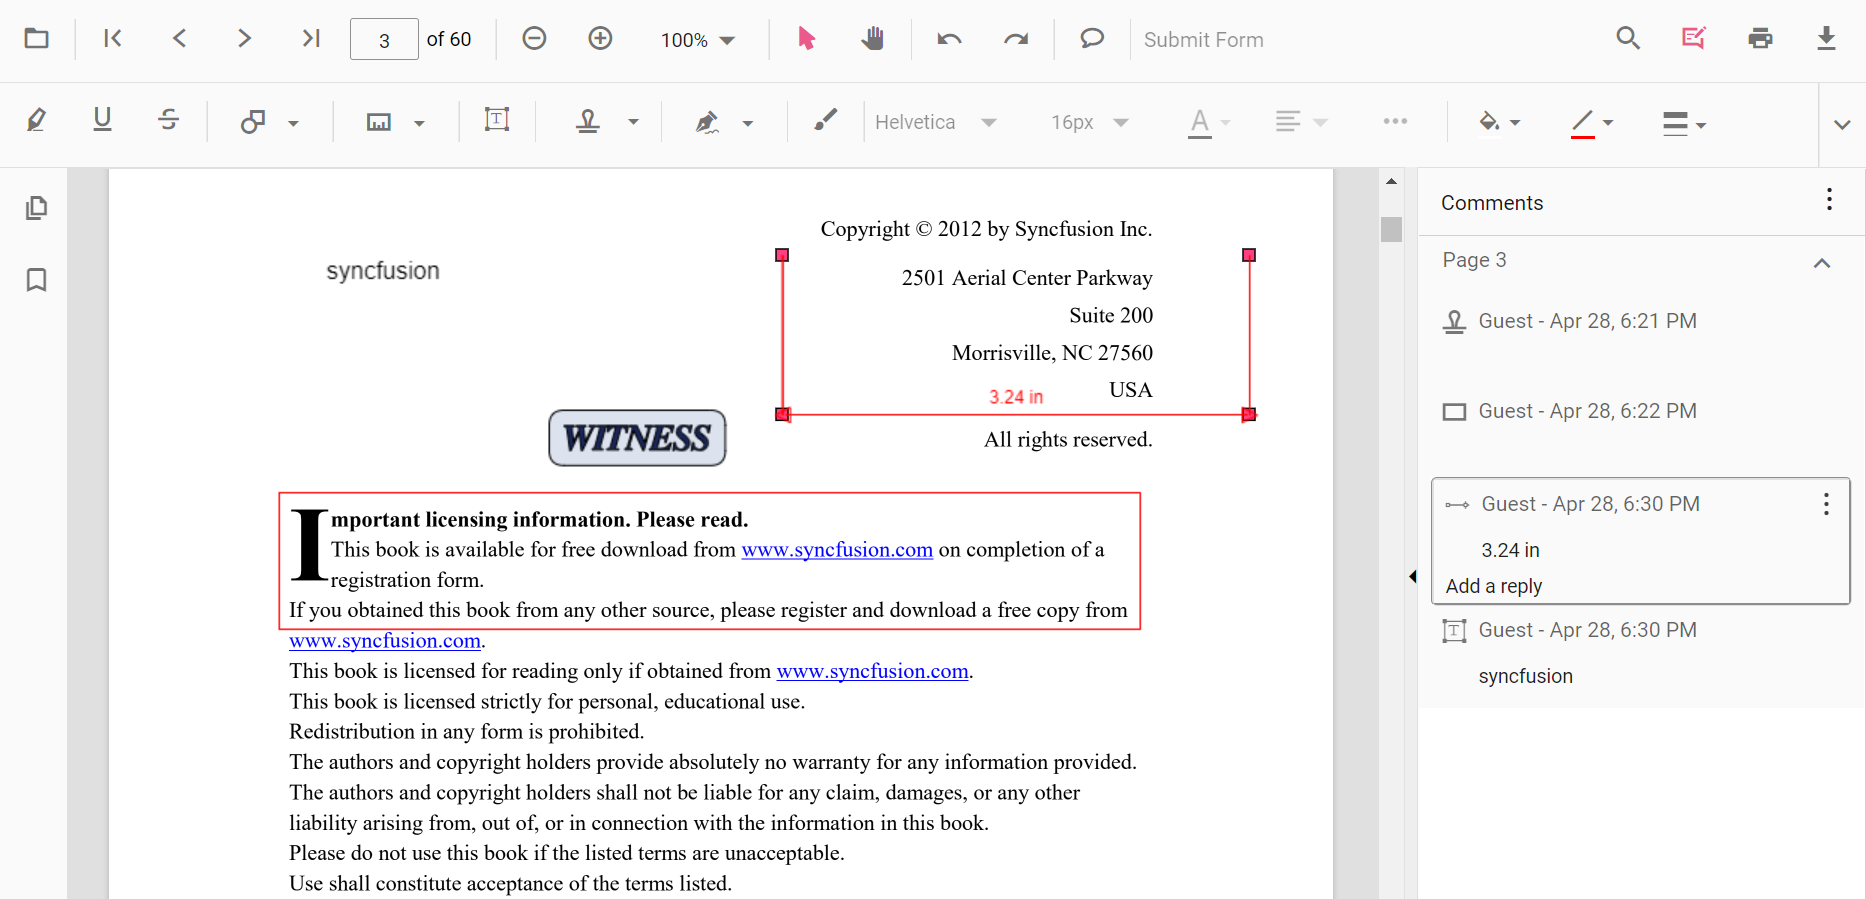 3 of 60 100% Submit Form
Helvetica 16px
Copyright © 2012 by Syncfusion Inc.
syncfusion
2501 Aerial Center Parkway
Suite 200
Morrisville, NC 27560
3.24 in
USA
WITNESS
All rights reserved.
Important licensing information. Please read.
This book is available for free download from www.syncfusion.com on completion of a
registration form.
If you obtained this book from any other source, please register and download a free copy from
www.syncfusion.com.
This book is licensed for reading only if obtained from www.syncfusion.com.
This book is licensed strictly for personal, educational use.
Redistribution in any form is prohibited.
The authors and copyright holders provide absolutely no warranty for any information provided.
The authors and copyright holders shall not be liable for any claim, damages, or any other
liability arising from, out of, or in connection with the information in this book.
Please do not use this book if the listed terms are unacceptable.
Use shall constitute acceptance of the terms listed.
Comments
Page 3
Guest - Apr 28, 6:21 PM
Guest - Apr 28, 6:22 PM
Guest - Apr 28, 6:30 PM
3.24 in
Add a reply
Guest - Apr 28, 6:30 PM
syncfusion